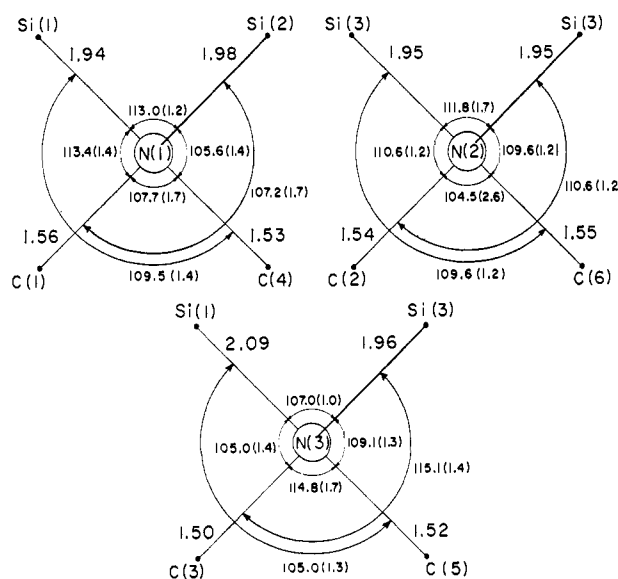 Si(1) Si(2) Si(3) Si(3)
1.94 1.98 1.95 1.95
113.0(1.2) 111.8(1.7)
113.4(1.4) N(1) 105.6(1.4) 110.6(1.2) N(2) 109.6(1.2)
107.7(1.7) 107.2(1.7) 104.5(2.6) 110.6(1.2
1.56 1.53 1.54 1.55
C(1) 109.5(1.4) C(4) C(2) 109.6(1.2) C(6)
Si(1) Si(3)
2.09 1.96
107.0(1.0)
105.0(1.4) N(3) 109.1(1.3)
114.8(1.7) 115.1(1.4)
1.50 1.52
C(3) 105.0(1.3) C(5)